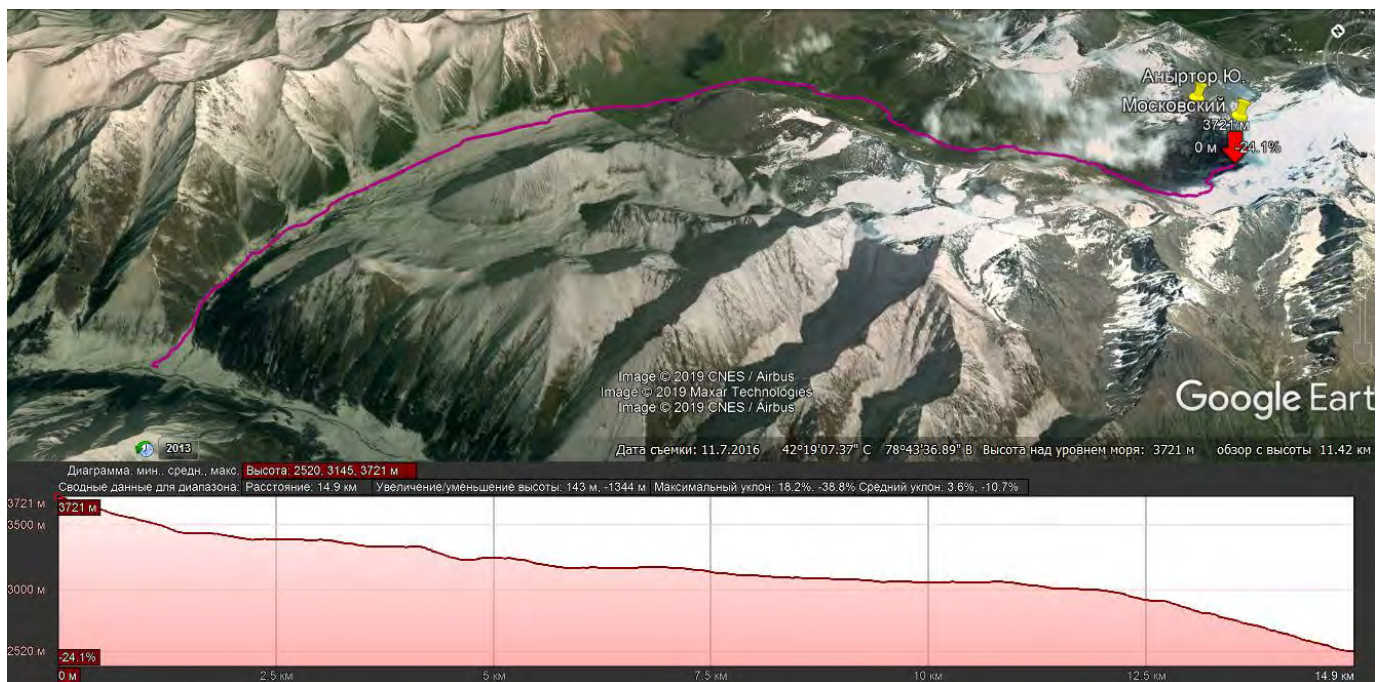 Аныртор Ю.
Московский
3721 м
0 м -24.1%
Image © 2019 CNES / Airbus
Image © 2019 Maxar Technologies
Image © 2019 CNES / Airbus
Google Eart
2013
Дата съемки: 11.7.2016 42°19'07.37" С 78°43'36.89" В Высота над уровнем моря: 3721 м обзор с высоты 11.42 км
Диаграмма: мин., средн., макс. Высота: 2520, 3145, 3721 м
Сводные данные для диапазона: Расстояние: 14.9 км Увеличение/уменьшение высоты: 143 м, -1344 м Максимальный уклон: 18.2%, -38.8% Средний уклон: 3.6%, -10.7%
3721 м
3721 м
3500 м
3000 м
2520 м
-24.1%
0 м 2.5 км 5 км 7.5 км 10 км 12.5 км 14.9 км